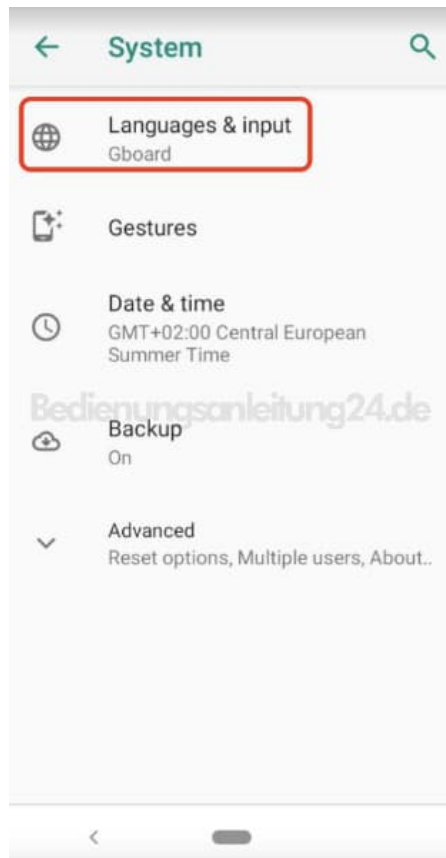 System
Languages & input
Gboard
Gestures
Date & time
GMT+02:00 Central European
Summer Time
Bedienungsanleitung24.de
Backup
On
Advanced
Reset options, Multiple users, About..